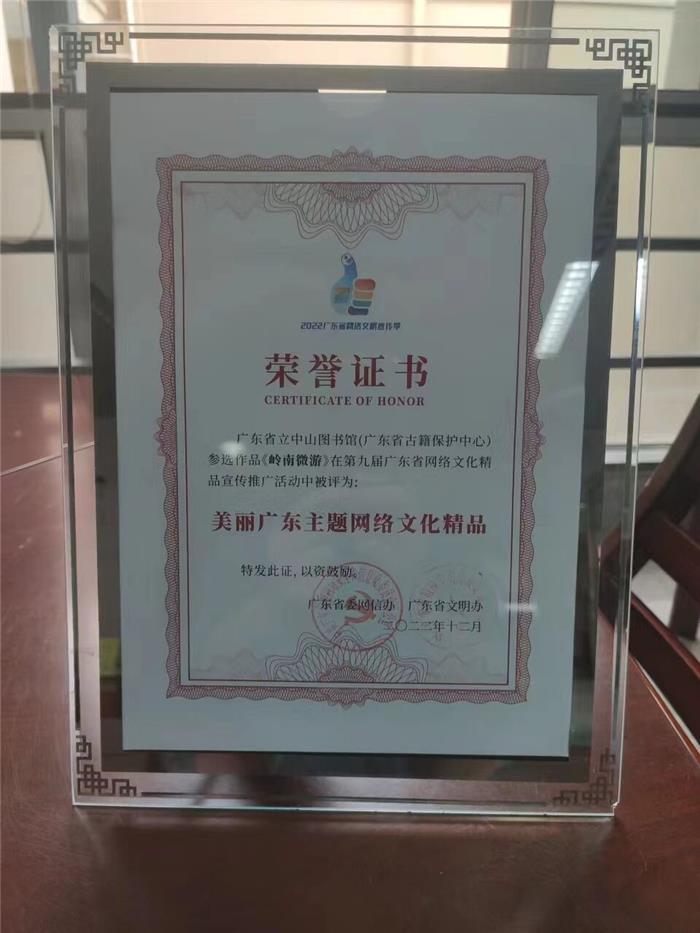 2022广东省网络文明宣传季
荣誉证书
CERTIFICATE OF HONOR
广东省立中山图书馆(广东省古籍保护中心)
参选作品《岭南微游》在第九届广东省网络文化精
品宣传推广活动中被评为:
美丽广东主题网络文化精品
特发此证,以资鼓励。
广东省委网信办 广东省文明办
二〇二二年十二月